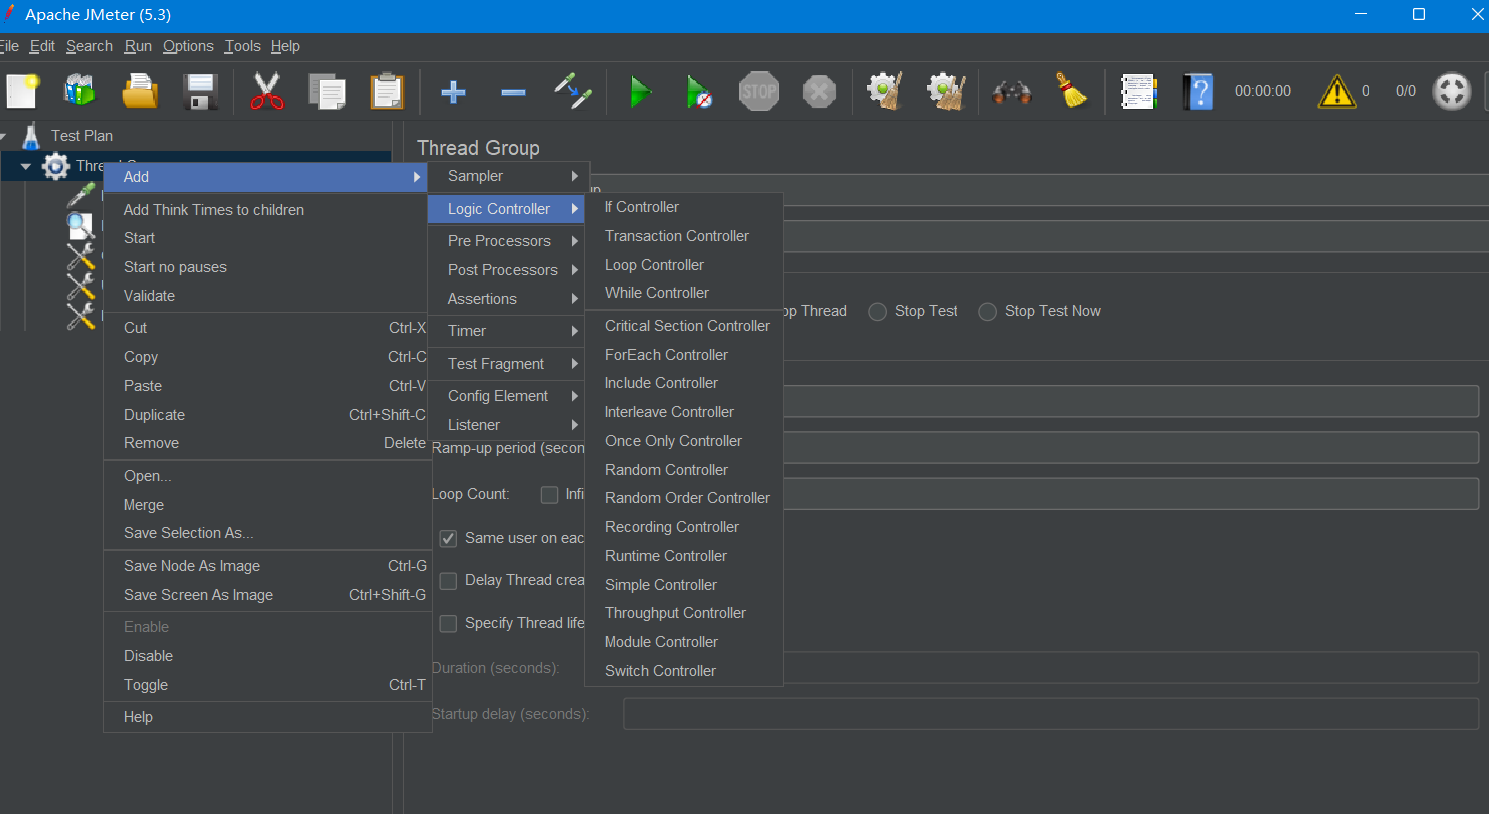 Apache JMeter (5.3)
File Edit Search Run Options Tools Help
STOP
00:00:00 0 0/0
Test Plan
Thread Group
Add
Add Think Times to children
Start
Start no pauses
Validate
Cut Ctrl-X
Copy Ctrl-C
Paste Ctrl-V
Duplicate Ctrl+Shift-C
Remove Delete
Open...
Merge
Save Selection As...
Save Node As Image Ctrl-G
Save Screen As Image Ctrl+Shift-G
Enable
Disable
Toggle Ctrl-T
Help
Sampler
Logic Controller
Pre Processors
Post Processors
Assertions
Timer
Test Fragment
Config Element
Listener
If Controller
Transaction Controller
Loop Controller
While Controller
Critical Section Controller
ForEach Controller
Include Controller
Interleave Controller
Once Only Controller
Random Controller
Random Order Controller
Recording Controller
Runtime Controller
Simple Controller
Throughput Controller
Module Controller
Switch Controller
Thread Stop Test Stop Test Now
Ramp-up period
Loop Count:
Same user on
Delay Thread
Specify Thread
Duration (seconds):
Startup delay (seconds):